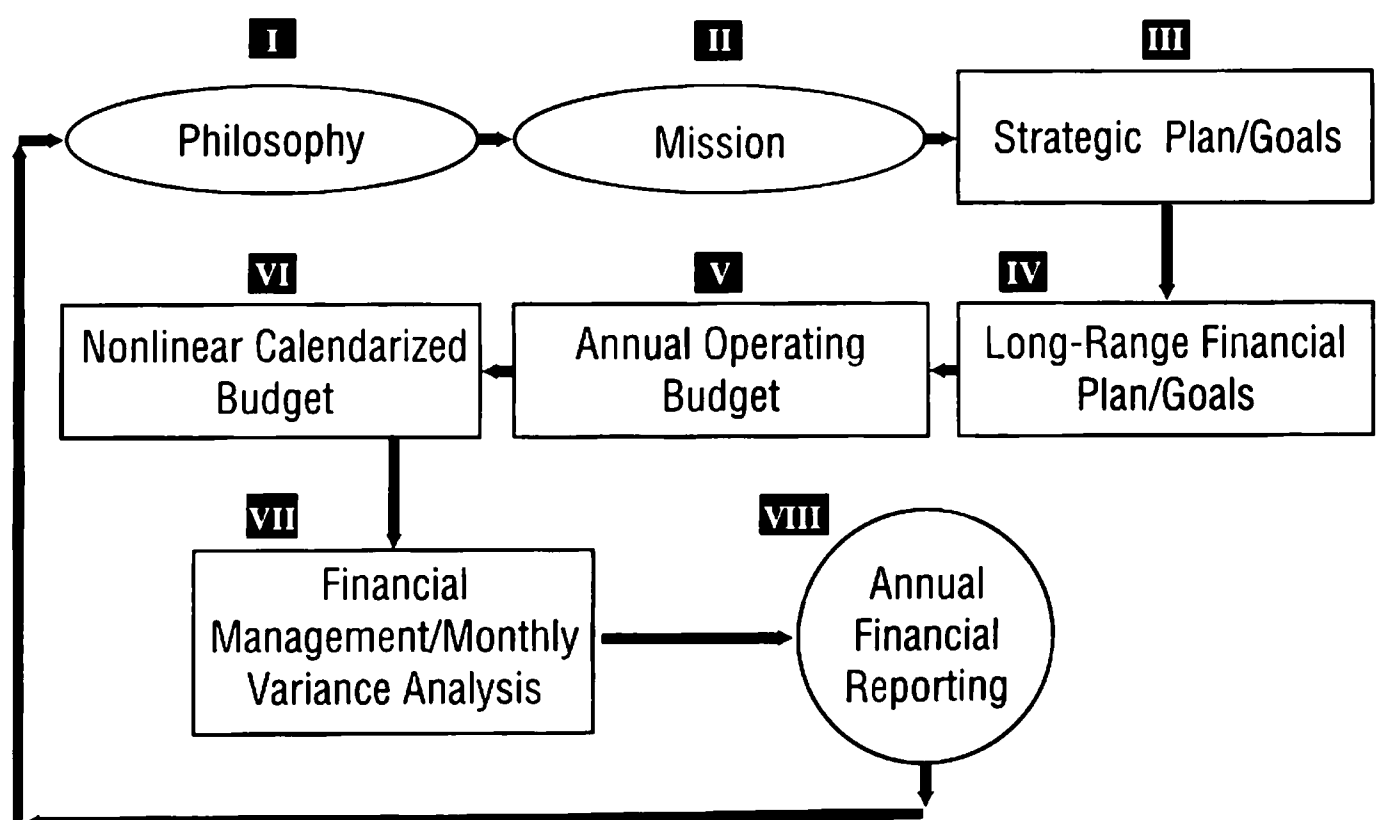 I
Philosophy
II
Mission
III
Strategic Plan/Goals
IV
Long-Range Financial
Plan/Goals
V
Annual Operating
Budget
VI
Nonlinear Calendarized
Budget
VII
Financial
Management/Monthly
Variance Analysis
VIII
Annual
Financial
Reporting